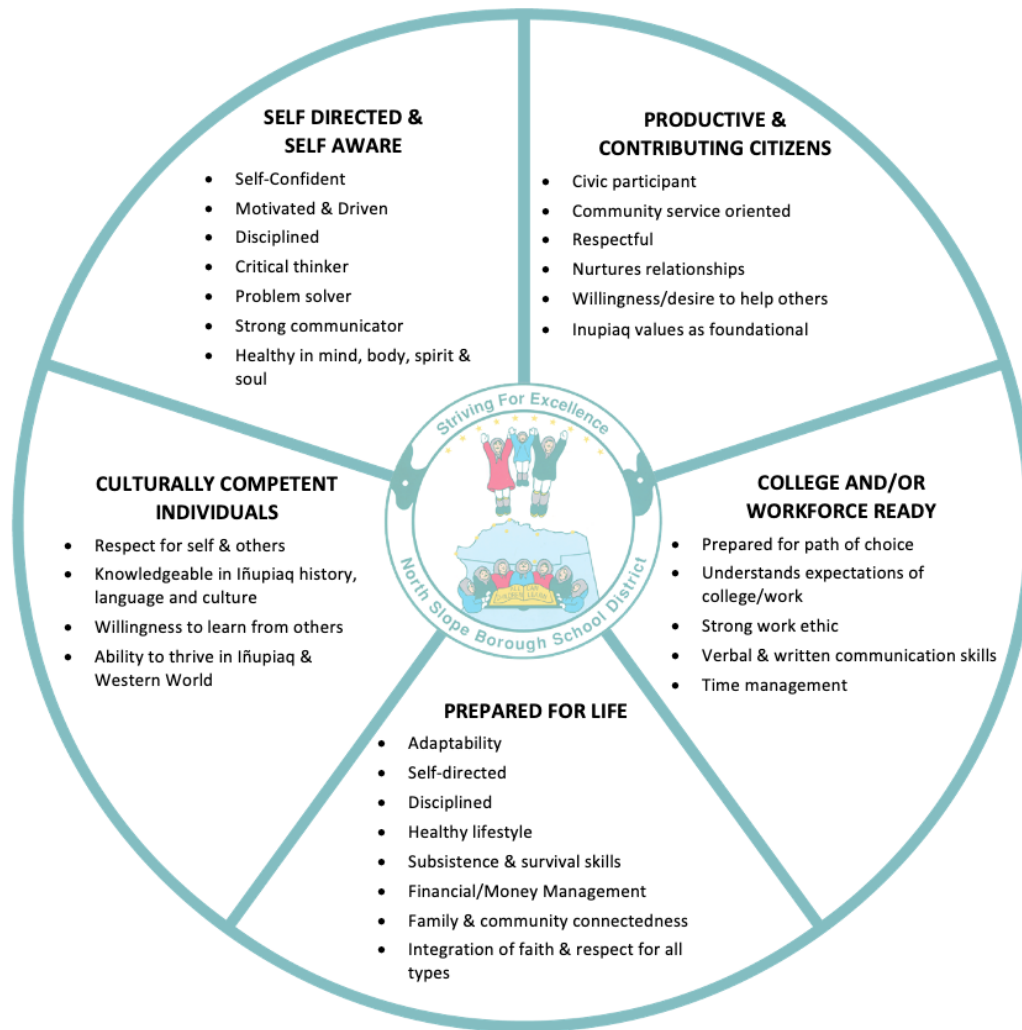 SELF DIRECTED &
SELF AWARE
• Self-Confident
• Motivated & Driven
• Disciplined
• Critical thinker
• Problem solver
• Strong communicator
• Healthy in mind, body, spirit &
soul
PRODUCTIVE &
CONTRIBUTING CITIZENS
• Civic participant
• Community service oriented
• Respectful
• Nurtures relationships
• Willingness/desire to help others
• Inupiaq values as foundational
Striving For Excellence
North Slope Borough School District
ALL CAN
CHILDREN LEARN
CULTURALLY COMPETENT
INDIVIDUALS
• Respect for self & others
• Knowledgeable in Iñupiaq history,
language and culture
• Willingness to learn from others
• Ability to thrive in Iñupiaq &
Western World
COLLEGE AND/OR
WORKFORCE READY
• Prepared for path of choice
• Understands expectations of
college/work
• Strong work ethic
• Verbal & written communication skills
• Time management
PREPARED FOR LIFE
• Adaptability
• Self-directed
• Disciplined
• Healthy lifestyle
• Subsistence & survival skills
• Financial/Money Management
• Family & community connectedness
• Integration of faith & respect for all
types